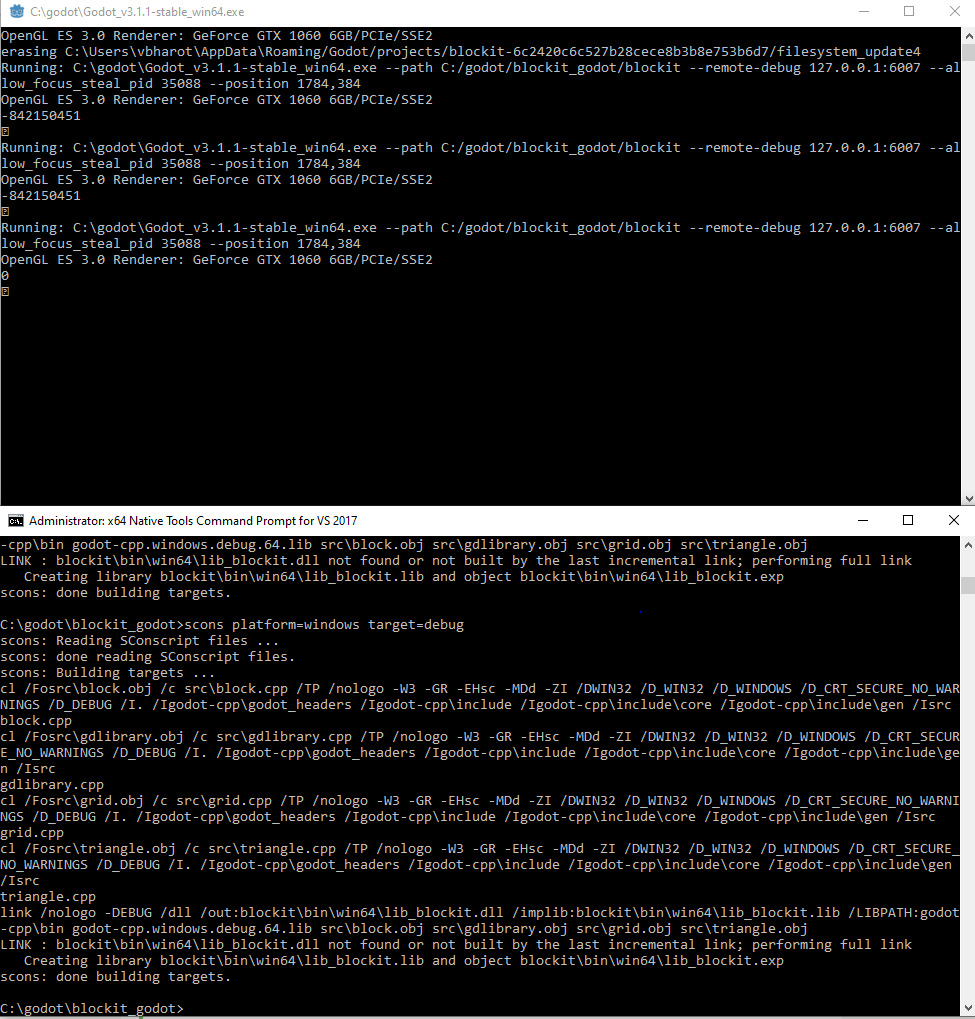 C:\godot\Godot_v3.1.1-stable_win64.exe
OpenGL ES 3.0 Renderer: GeForce GTX 1060 6GB/PCIe/SSE2
erasing C:\Users\vbharot\AppData\Roaming/Godot/projects/blockit-6c2420c6c527b28cece8b3b8e753b6d7/filesystem_update4
Running: C:\godot\Godot_v3.1.1-stable_win64.exe --path C:/godot/blockit_godot/blockit --remote-debug 127.0.0.1:6007 --al
low_focus_steal_pid 35088 --position 1784,384
OpenGL ES 3.0 Renderer: GeForce GTX 1060 6GB/PCIe/SSE2
-842150451
Running: C:\godot\Godot_v3.1.1-stable_win64.exe --path C:/godot/blockit_godot/blockit --remote-debug 127.0.0.1:6007 --al
low_focus_steal_pid 35088 --position 1784,384
OpenGL ES 3.0 Renderer: GeForce GTX 1060 6GB/PCIe/SSE2
-842150451
Running: C:\godot\Godot_v3.1.1-stable_win64.exe --path C:/godot/blockit_godot/blockit --remote-debug 127.0.0.1:6007 --al
low_focus_steal_pid 35088 --position 1784,384
OpenGL ES 3.0 Renderer: GeForce GTX 1060 6GB/PCIe/SSE2
0
Administrator: x64 Native Tools Command Prompt for VS 2017
-cpp\bin godot-cpp.windows.debug.64.lib src\block.obj src\gdlibrary.obj src\grid.obj src\triangle.obj
LINK : blockit\bin\win64\lib_blockit.dll not found or not built by the last incremental link; performing full link
   Creating library blockit\bin\win64\lib_blockit.lib and object blockit\bin\win64\lib_blockit.exp
scons: done building targets.
C:\godot\blockit_godot>scons platform=windows target=debug
scons: Reading SConscript files ...
scons: done reading SConscript files.
scons: Building targets ...
cl /Fosrc\block.obj /c src\block.cpp /TP /nologo -W3 -GR -EHsc -MDd -ZI /DWIN32 /D_WIN32 /D_WINDOWS /D_CRT_SECURE_NO_WAR
NINGS /D_DEBUG /I. /Igodot-cpp\godot_headers /Igodot-cpp\include /Igodot-cpp\include\core /Igodot-cpp\include\gen /Isrc
block.cpp
cl /Fosrc\gdlibrary.obj /c src\gdlibrary.cpp /TP /nologo -W3 -GR -EHsc -MDd -ZI /DWIN32 /D_WIN32 /D_WINDOWS /D_CRT_SECUR
E_NO_WARNINGS /D_DEBUG /I. /Igodot-cpp\godot_headers /Igodot-cpp\include /Igodot-cpp\include\core /Igodot-cpp\include\ge
n /Isrc
gdlibrary.cpp
cl /Fosrc\grid.obj /c src\grid.cpp /TP /nologo -W3 -GR -EHsc -MDd -ZI /DWIN32 /D_WIN32 /D_WINDOWS /D_CRT_SECURE_NO_WARNI
NGS /D_DEBUG /I. /Igodot-cpp\godot_headers /Igodot-cpp\include /Igodot-cpp\include\core /Igodot-cpp\include\gen /Isrc
grid.cpp
cl /Fosrc\triangle.obj /c src\triangle.cpp /TP /nologo -W3 -GR -EHsc -MDd -ZI /DWIN32 /D_WIN32 /D_WINDOWS /D_CRT_SECURE_
NO_WARNINGS /D_DEBUG /I. /Igodot-cpp\godot_headers /Igodot-cpp\include /Igodot-cpp\include\core /Igodot-cpp\include\gen
/Isrc
triangle.cpp
link /nologo -DEBUG /dll /out:blockit\bin\win64\lib_blockit.dll /implib:blockit\bin\win64\lib_blockit.lib /LIBPATH:godot
-cpp\bin godot-cpp.windows.debug.64.lib src\block.obj src\gdlibrary.obj src\grid.obj src\triangle.obj
LINK : blockit\bin\win64\lib_blockit.dll not found or not built by the last incremental link; performing full link
   Creating library blockit\bin\win64\lib_blockit.lib and object blockit\bin\win64\lib_blockit.exp
scons: done building targets.
C:\godot\blockit_godot>